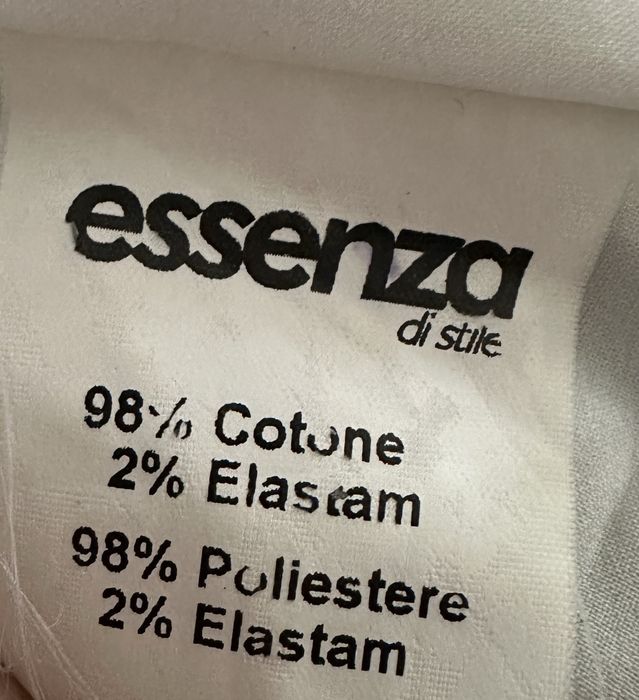 essenza
di stile
98% Cotone
2% Elastam
98% Poliestere
2% Elastam